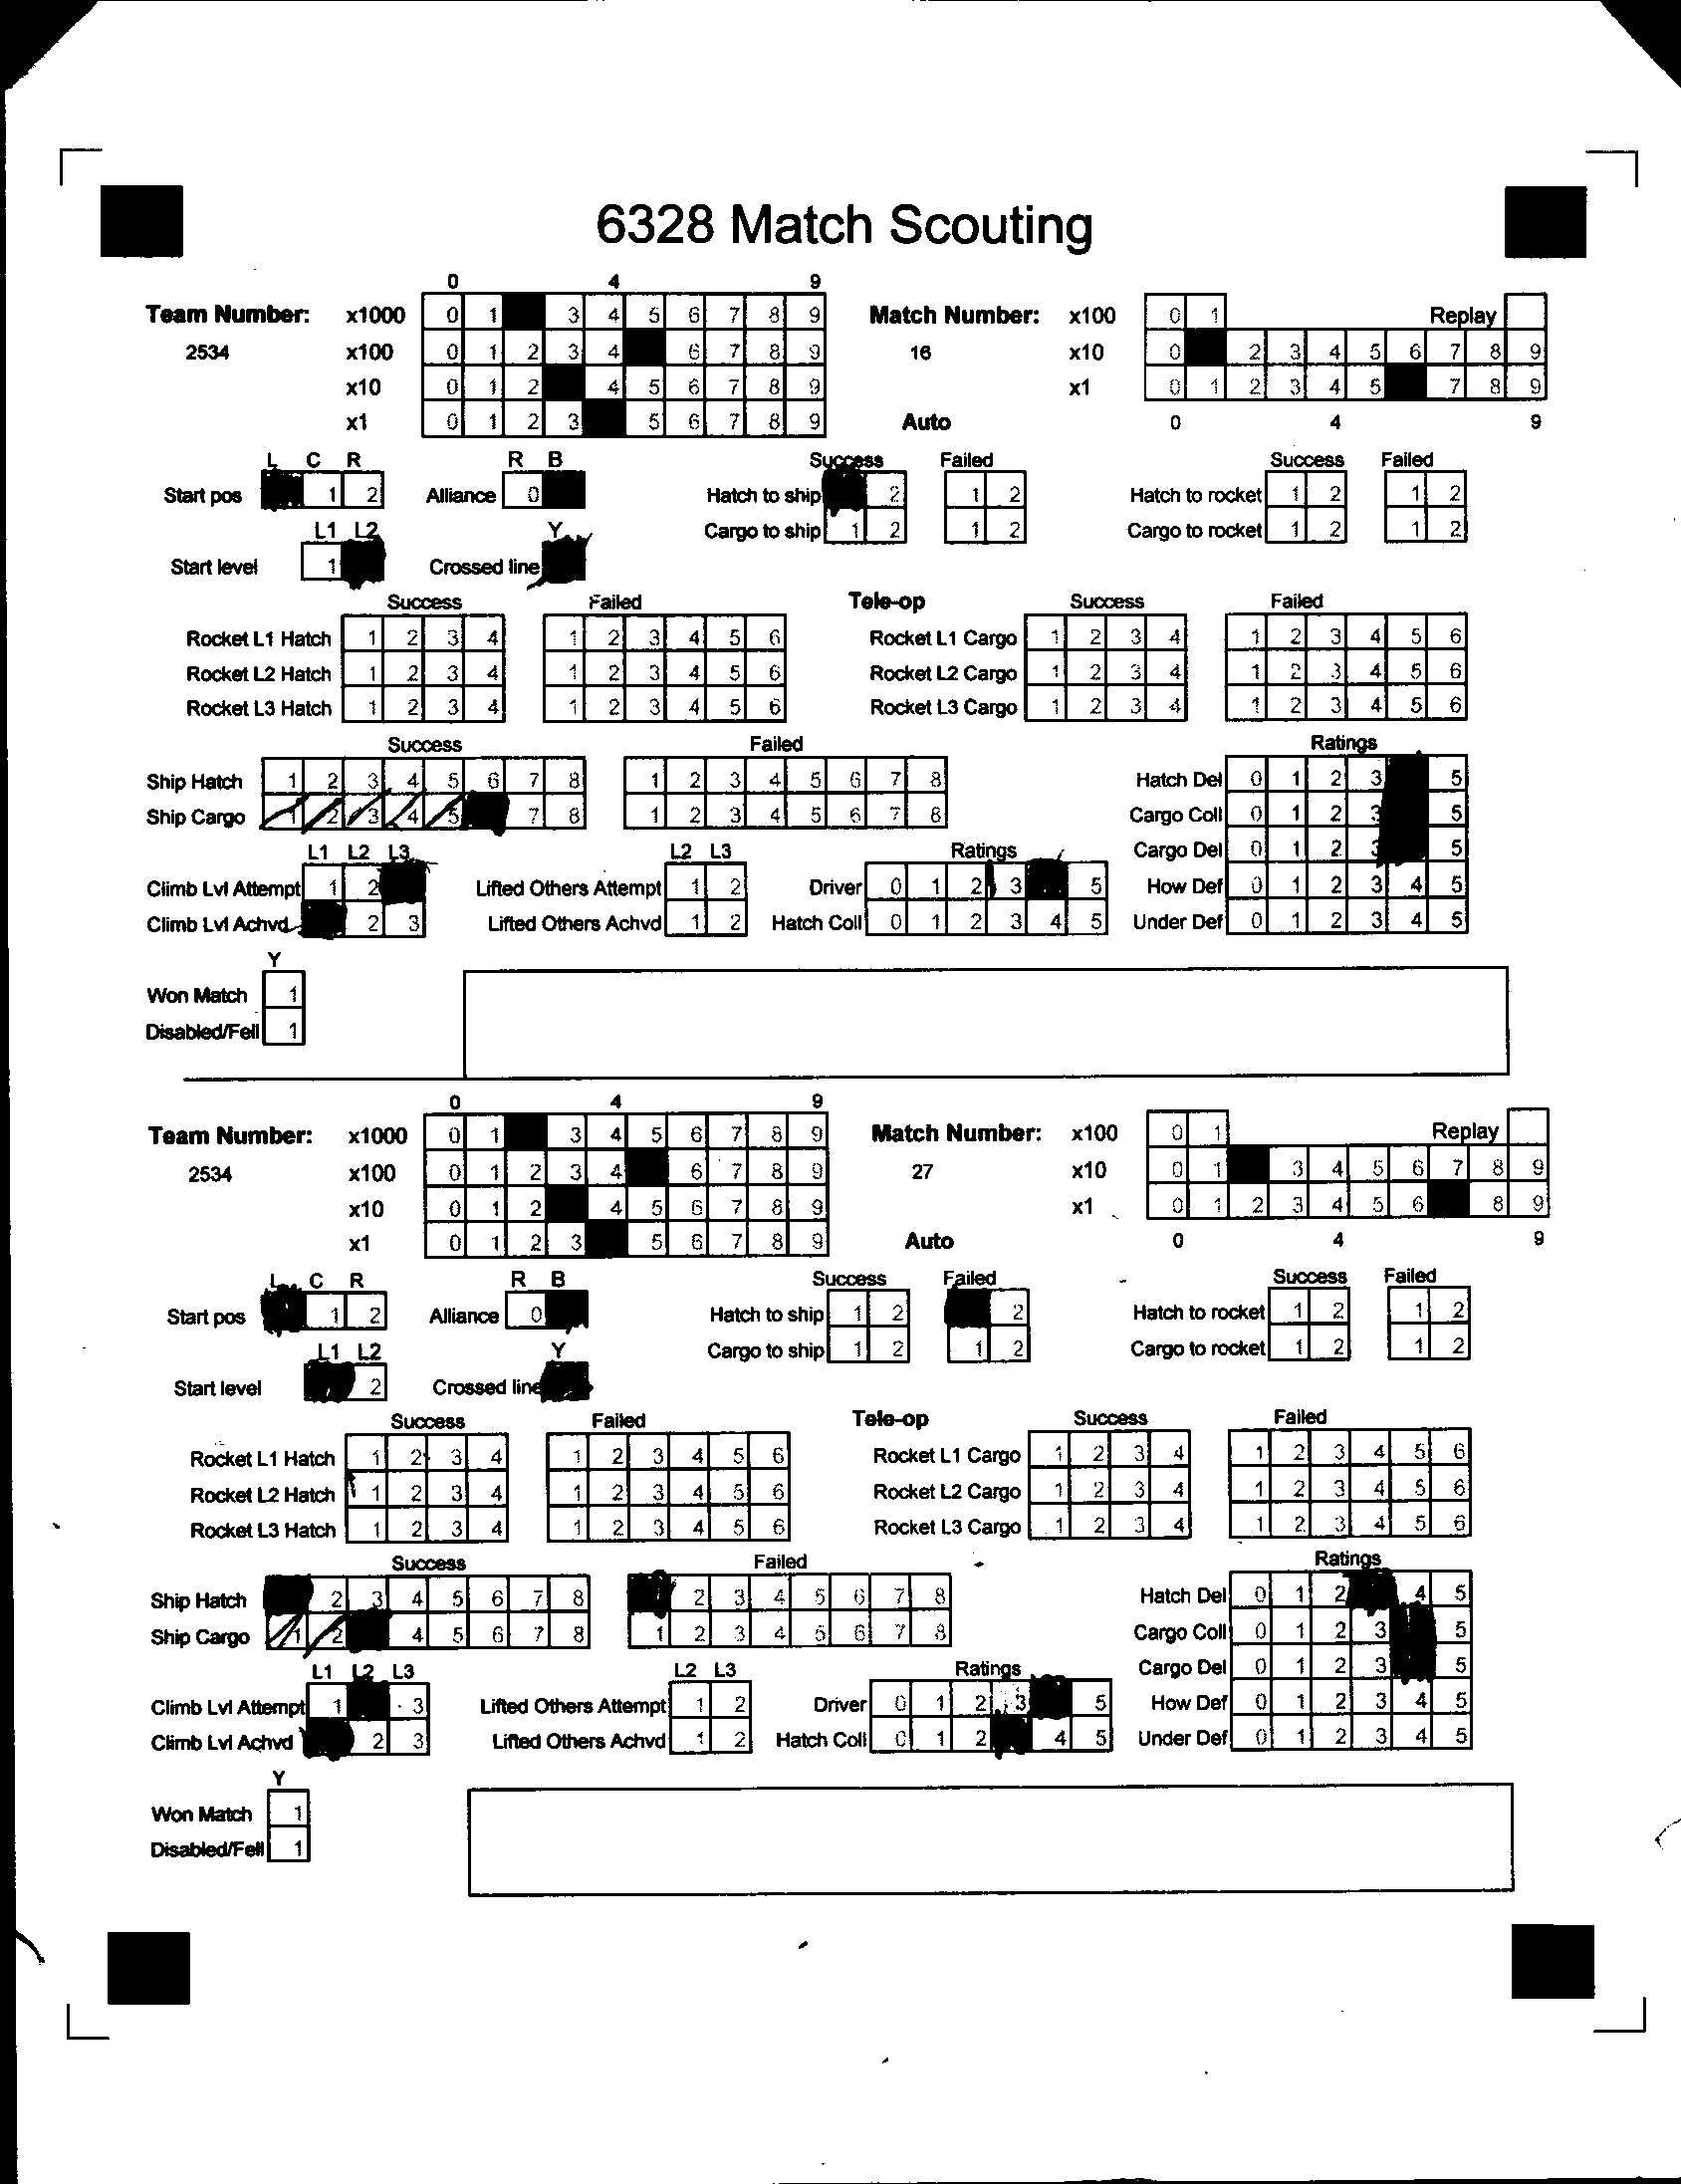 6328 Match Scouting
0 4 9
Team Number: x1000 0 1 3 4 5 6 7 8 9 Match Number: x100 0 1 Replay
2534 x100 0 1 2 3 4 6 7 8 9 16 x10 0 2 3 4 5 6 7 8 9
x10 0 1 2 4 5 6 7 8 9 x1 0 1 2 3 4 5 7 8 9
x1 0 1 2 3 5 6 7 8 9 Auto 0 4 9
L C R R B Success Failed Success Failed
Start pos 1 2 Alliance 0 Hatch to ship 2 1 2 Hatch to rocket 1 2 1 2
L1 L2 Y Cargo to ship 1 2 1 2 Cargo to rocket 1 2 1 2
Start level 1 Crossed line
Success Failed Tele-op Success Failed
Rocket L1 Hatch 1 2 3 4 1 2 3 4 5 6 Rocket L1 Cargo 1 2 3 4 1 2 3 4 5 6
Rocket L2 Hatch 1 2 3 4 1 2 3 4 5 6 Rocket L2 Cargo 1 2 3 4 1 2 3 4 5 6
Rocket L3 Hatch 1 2 3 4 1 2 3 4 5 6 Rocket L3 Cargo 1 2 3 4 1 2 3 4 5 6
Success Failed Ratings
Ship Hatch 1 2 3 4 5 6 7 8 1 2 3 4 5 6 7 8 Hatch Del 0 1 2 3 5
Ship Cargo 1 2 3 4 5 7 8 1 2 3 4 5 6 7 8 Cargo Coll 0 1 2 3 5
L1 L2 L3 L2 L3 Ratings Cargo Del 0 1 2 3 5
Climb Lvl Attempt 1 2 Lifted Others Attempt 1 2 Driver 0 1 2 3 5 How Def 0 1 2 3 4 5
Climb Lvl Achvd 2 3 Lifted Others Achvd 1 2 Hatch Coll 0 1 2 3 4 5 Under Def 0 1 2 3 4 5
Y
Won Match 1
Disabled/Fell 1
0 4 9
Team Number: x1000 0 1 3 4 5 6 7 8 9 Match Number: x100 0 1 Replay
2534 x100 0 1 2 3 4 6 7 8 9 27 x10 0 1 3 4 5 6 7 8 9
x10 0 1 2 4 5 6 7 8 9 x1 0 1 2 3 4 5 6 8 9
x1 0 1 2 3 5 6 7 8 9 Auto 0 4 9
L C R R B Success Failed Success Failed
Start pos 1 2 Alliance 0 Hatch to ship 1 2 2 Hatch to rocket 1 2 1 2
L1 L2 Y Cargo to ship 1 2 1 2 Cargo to rocket 1 2 1 2
Start level 2 Crossed line
Success Failed Tele-op Success Failed
Rocket L1 Hatch 1 2 3 4 1 2 3 4 5 6 Rocket L1 Cargo 1 2 3 4 1 2 3 4 5 6
Rocket L2 Hatch 1 2 3 4 1 2 3 4 5 6 Rocket L2 Cargo 1 2 3 4 1 2 3 4 5 6
Rocket L3 Hatch 1 2 3 4 1 2 3 4 5 6 Rocket L3 Cargo 1 2 3 4 1 2 3 4 5 6
Success Failed Ratings
Ship Hatch 2 3 4 5 6 7 8 2 3 4 5 6 7 8 Hatch Del 0 1 2 4 5
Ship Cargo 1 2 4 5 6 7 8 1 2 3 4 5 6 7 8 Cargo Coll 0 1 2 3 5
L1 L2 L3 L2 L3 Ratings Cargo Del 0 1 2 3 5
Climb Lvl Attempt 1 3 Lifted Others Attempt 1 2 Driver 0 1 2 3 5 How Def 0 1 2 3 4 5
Climb Lvl Achvd 2 3 Lifted Others Achvd 1 2 Hatch Coll 0 1 2 4 5 Under Def 0 1 2 3 4 5
Y
Won Match 1
Disabled/Fell 1